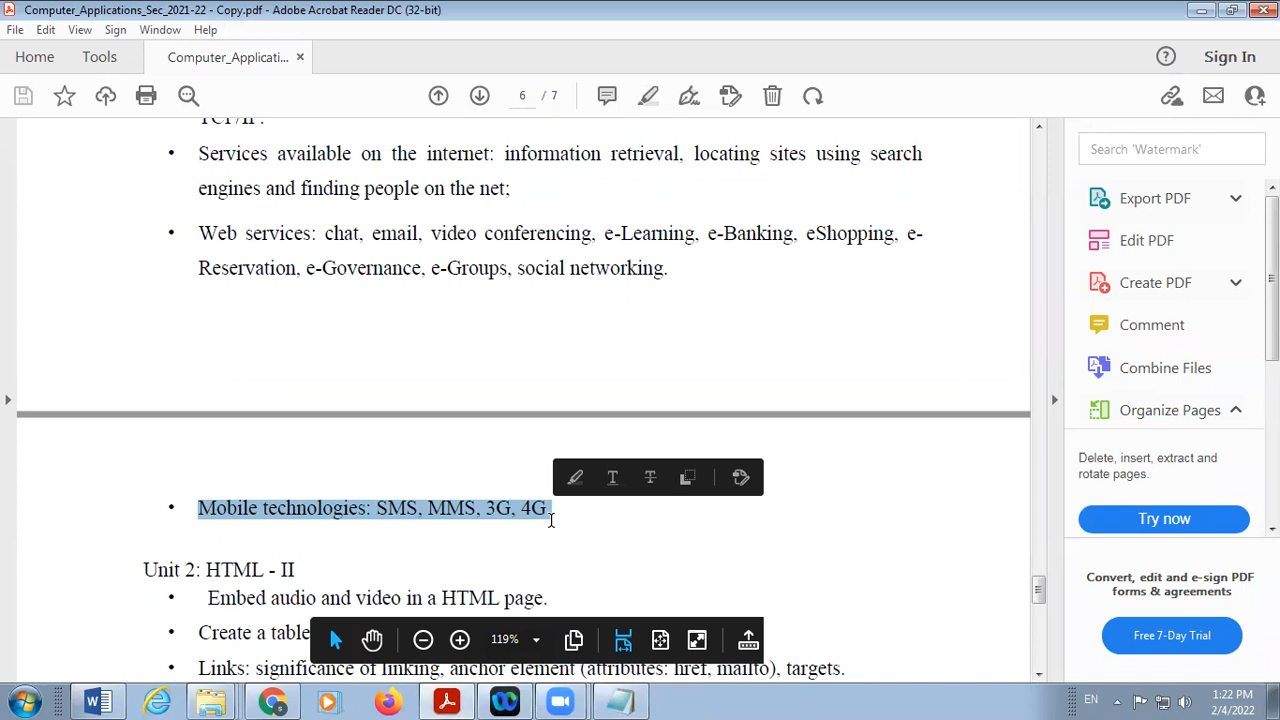 Computer_Applications_Sec_2021-22 - Copy.pdf - Adobe Acrobat Reader DC (32-bit)
File Edit View Sign Window Help
Home Tools Computer_Applicati... × Sign In
6 / 7
TCP/IP.
• Services available on the internet: information retrieval, locating sites using search
engines and finding people on the net;
• Web services: chat, email, video conferencing, e-Learning, e-Banking, eShopping, e-
Reservation, e-Governance, e-Groups, social networking.
• Mobile technologies: SMS, MMS, 3G, 4G.
Unit 2: HTML - II
• Embed audio and video in a HTML page.
• Create a table
119%
• Links: significance of linking, anchor element (attributes: href, mailto), targets.
Search 'Watermark'
Export PDF
Edit PDF
Create PDF
Comment
Combine Files
Organize Pages
Delete, insert, extract and
rotate pages.
Try now
Convert, edit and e-sign PDF
forms & agreements
Free 7-Day Trial
EN
1:22 PM
2/4/2022